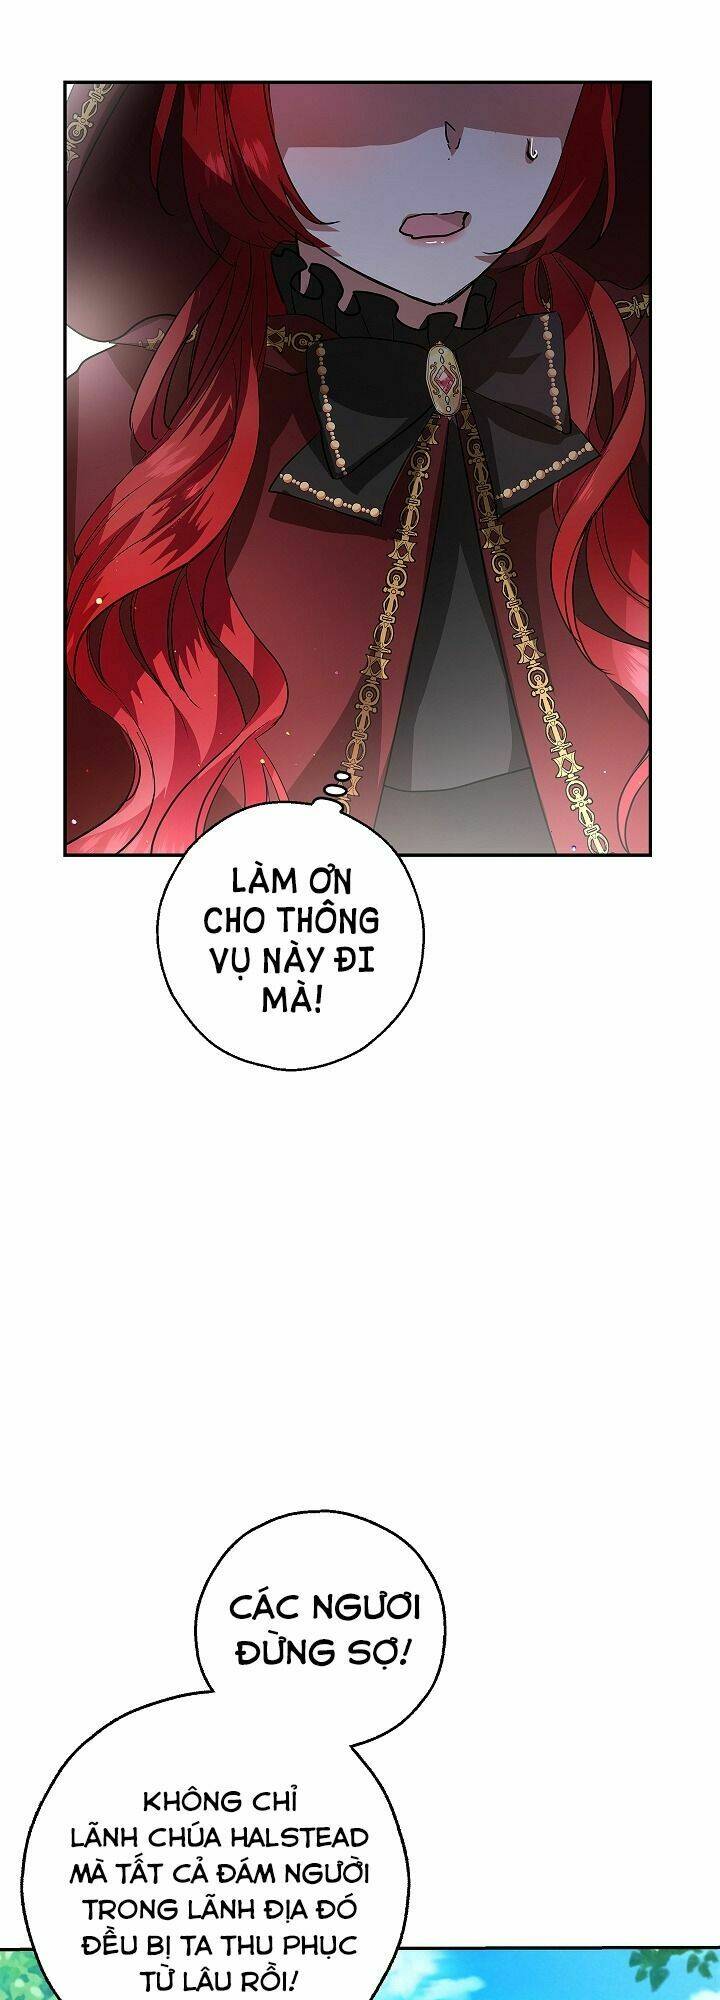 LÀM ƠN
CHO THÔNG
VỤ NÀY ĐI
MÀ!
CÁC NGƯƠI
ĐỪNG SỢ!
KHÔNG CHỈ
LÃNH CHÚA HALSTEAD
MÀ TẤT CẢ ĐÁM NGƯỜI
TRONG LÃNH ĐỊA ĐÓ
ĐỀU BỊ TA THU PHỤC
TỪ LÂU RỒI!